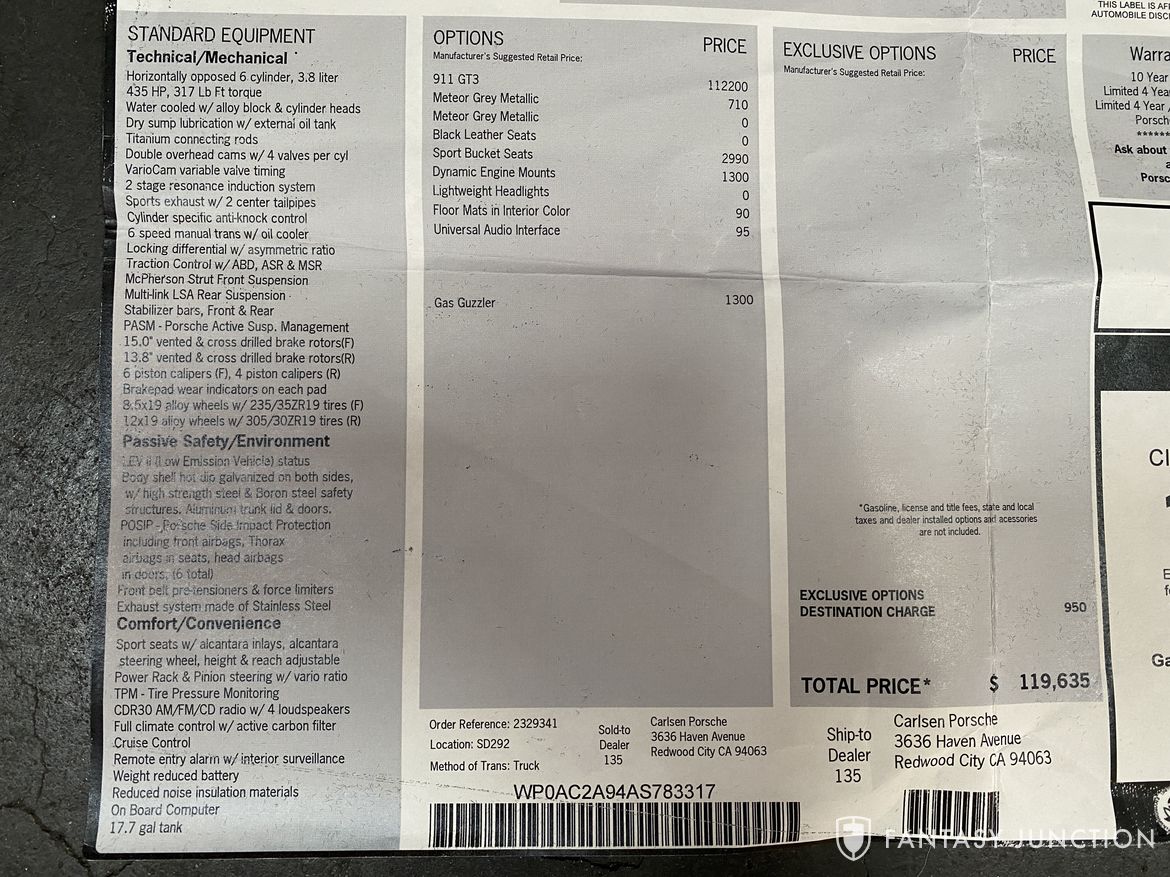 THIS LABEL IS
AUTOMOBILE
STANDARD EQUIPMENT
Technical/Mechanical
Horizontally opposed 6 cylinder, 3.8 liter
435 HP, 317 Lb Ft torque
Water cooled w/ alloy block & cylinder heads
Dry sump lubrication w/ external oil tank
Titanium connecting rods
Double overhead cams w/ 4 valves per cyl
VarioCam variable valve timing
2 stage resonance induction system
Sports exhaust w/ 2 center tailpipes
Cylinder specific anti-knock control
6 speed manual trans w/ oil cooler
Locking differential w/ asymmetric ratio
Traction Control w/ ABD, ASR & MSR
McPherson Strut Front Suspension
Multi-link LSA Rear Suspension
Stabilizer bars, Front & Rear
PASM - Porsche Active Susp. Management
15.0" vented & cross drilled brake rotors(F)
13.8" vented & cross drilled brake rotors(R)
6 piston calipers (F), 4 piston calipers (R)
Brakepad wear indicators on each pad
8.5x19 alloy wheels w/ 235/35ZR19 tires (F)
12x19 alloy wheels w/ 305/30ZR19 tires (R)
Passive Safety/Environment
LEV II (Low Emission Vehicle) status
Body shell hot dip galvanized on both sides,
w/ high strength steel & Boron steel safety
structures. Aluminum trunk lid & doors.
POSIP - Porsche Side Impact Protection
including front airbags, Thorax
airbags in seats, head airbags
in doors, (6 total)
Front belt pre-tensioners & force limiters
Exhaust system made of Stainless Steel
Comfort/Convenience
Sport seats w/ alcantara inlays, alcantara
steering wheel, height & reach adjustable
Power Rack & Pinion steering w/ vario ratio
TPM - Tire Pressure Monitoring
CDR30 AM/FM/CD radio w/ 4 loudspeakers
Full climate control w/ active carbon filter
Cruise Control
Remote entry alarm w/ interior surveillance
Weight reduced battery
Reduced noise insulation materials
On Board Computer
17.7 gal tank
OPTIONS PRICE
Manufacturer's Suggested Retail Price:
911 GT3 112200
Meteor Grey Metallic 710
Meteor Grey Metallic 0
Black Leather Seats 0
Sport Bucket Seats 2990
Dynamic Engine Mounts 1300
Lightweight Headlights 0
Floor Mats in Interior Color 90
Universal Audio Interface 95
Gas Guzzler 1300
EXCLUSIVE OPTIONS PRICE
Manufacturer's Suggested Retail Price:
*Gasoline, license and title fees, state and local
taxes and dealer installed options and acessories
are not included.
EXCLUSIVE OPTIONS
DESTINATION CHARGE 950
TOTAL PRICE* $ 119,635
10 Year
Limited 4
Limited 4 Year
Ask about
Order Reference: 2329341
Location: SD292
Method of Trans: Truck
Sold-to
Dealer
135
Carlsen Porsche
3636 Haven Avenue
Redwood City CA 94063
Ship-to
Dealer
135
Carlsen Porsche
3636 Haven Avenue
Redwood City CA 94063
WP0AC2A94AS783317
FANTASY JUNCTION